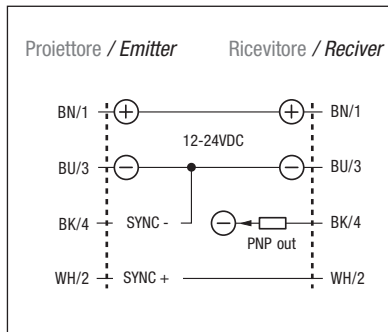 Proiettore / Emitter Ricevitore / Reciver
BN/1 + + BN/1
12-24VDC
BU/3 − − BU/3
BK/4 SYNC - − PNP out BK/4
WH/2 SYNC + WH/2